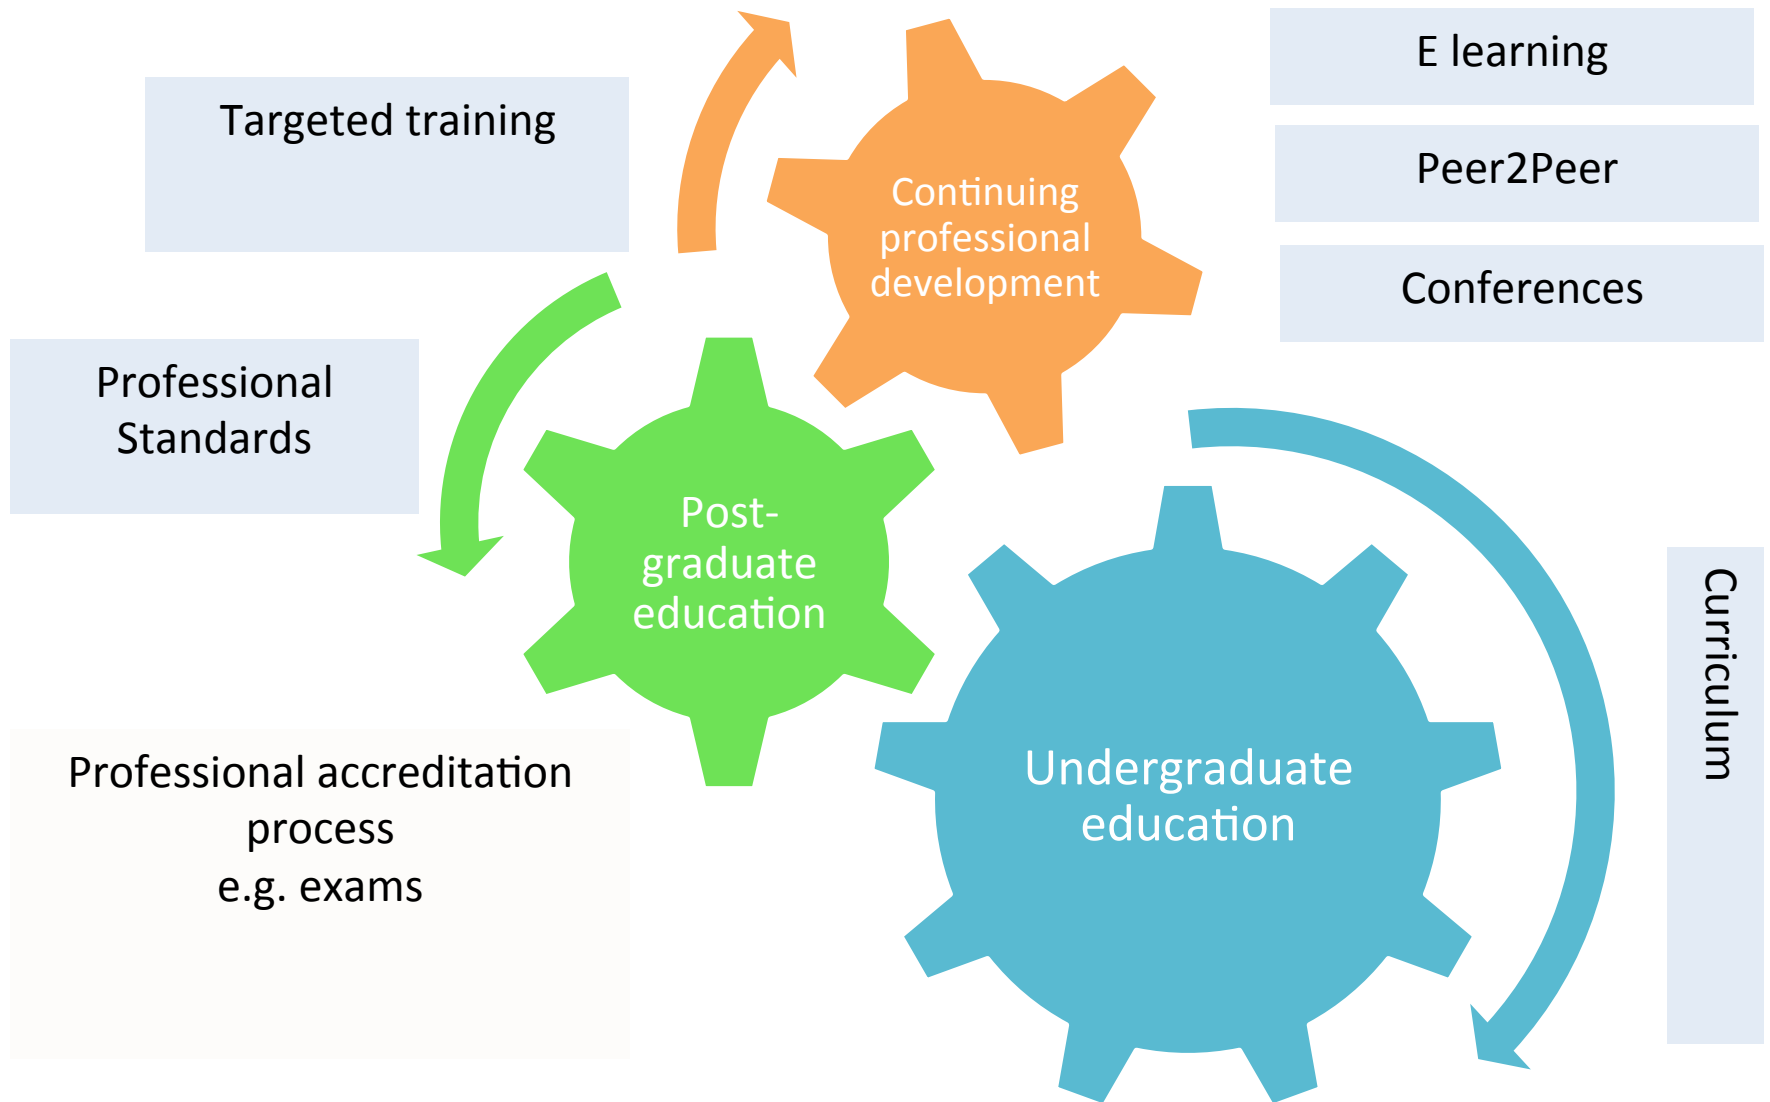 E learning
Targeted training
Peer2Peer
Continuing
professional
development
Conferences
Professional
Standards
Post-
graduate
education
Curriculum
Undergraduate
education
Professional accreditation
process
e.g. exams